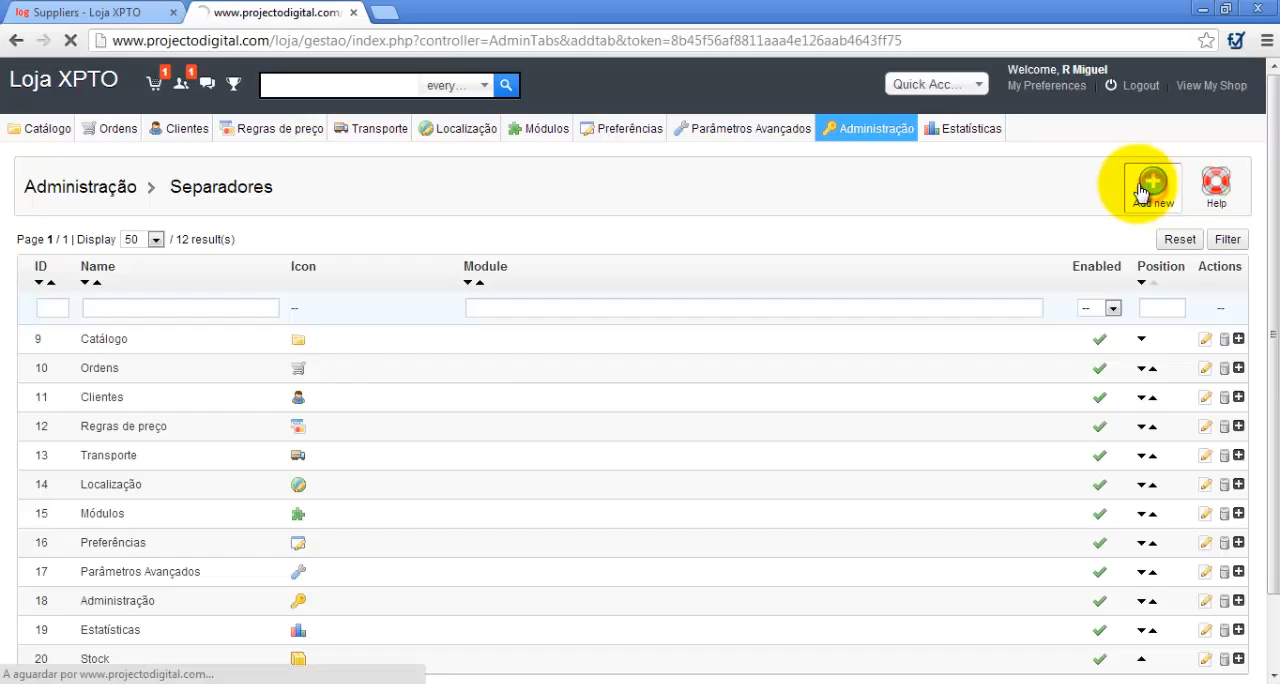 log Suppliers - Loja XPTO
www.projectodigital.com
www.projectodigital.com/loja/gestao/index.php?controller=AdminTabs&addtab&token=8b45f56af8811aaa4e126aab4643ff75
Loja XPTO
1
1
every...
Quick Acc...
Welcome, R Miguel
My Preferences | Logout | View My Shop
Catálogo Ordens Clientes Regras de preço Transporte Localização Módulos Preferências Parâmetros Avançados Administração Estatísticas
Administração > Separadores
Add new
Help
Page 1 / 1 | Display 50 / 12 result(s)
Reset Filter
ID Name Icon Module Enabled Position Actions
-- -- --
9 Catálogo
10 Ordens
11 Clientes
12 Regras de preço
13 Transporte
14 Localização
15 Módulos
16 Preferências
17 Parâmetros Avançados
18 Administração
19 Estatísticas
20 Stock
A aguardar por www.projectodigital.com...